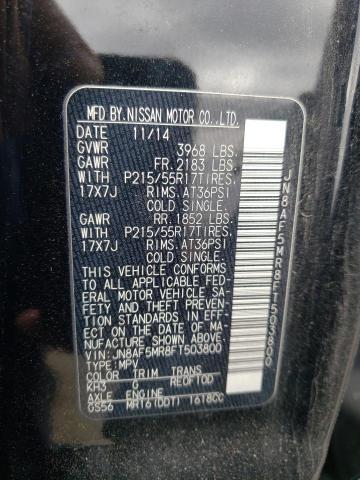 MFD BY.NISSAN MOTOR CO.,LTD.
DATE 11/14
GVWR 3968 LBS.
GAWR FR.2183 LBS.
WITH P215/55R17TIRES.
17X7J RIMS.AT36PSI
COLD SINGLE.
GAWR RR.1852 LBS.
WITH P215/55R17TIRES.
17X7J RIMS.AT36PSI
COLD SINGLE.
THIS VEHICLE CONFORMS
TO ALL APPLICABLE FED-
ERAL MOTOR VEHICLE
SAFETY AND THEFT PRE-
VENTION STANDARDS IN EFF-
ECT ON THE DATE OF MA-
NUFACTURE SHOWN ABOVE.
VIN:JN8AF5MR8FT503800
TYPE:MPV
COLOR TRIM TRANS
KH3 G RE0F10D
AXLE ENGINE
GS56 MR16(DDT) 1618CC
JN8AF5MR8FT503800